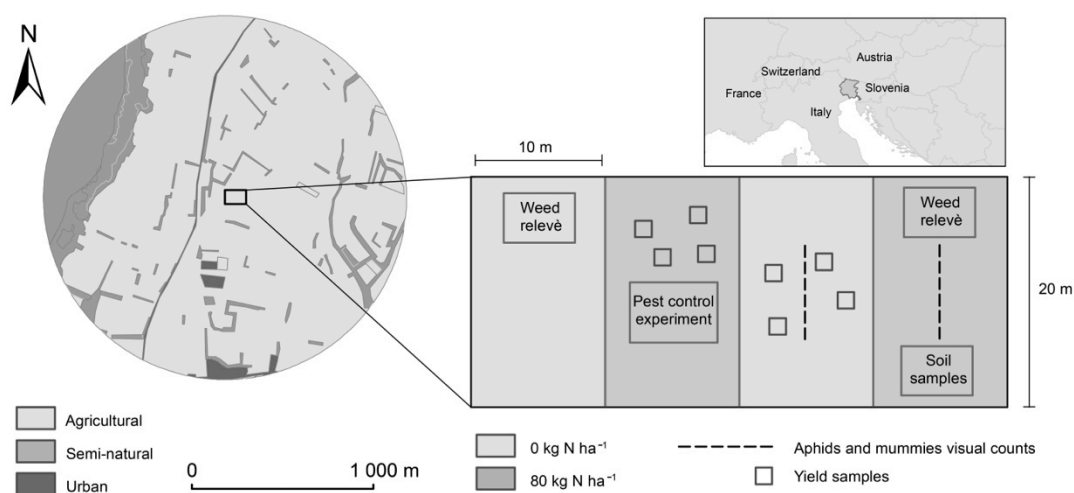 N
Austria
Switzerland
Slovenia
France
Italy
10 m
Weed
relevè
Weed
relevè
Pest control
experiment
20 m
Soil
samples
Agricultural
Semi-natural
Urban
0
1 000 m
0 kg N ha⁻¹
80 kg N ha⁻¹
Aphids and mummies visual counts
Yield samples